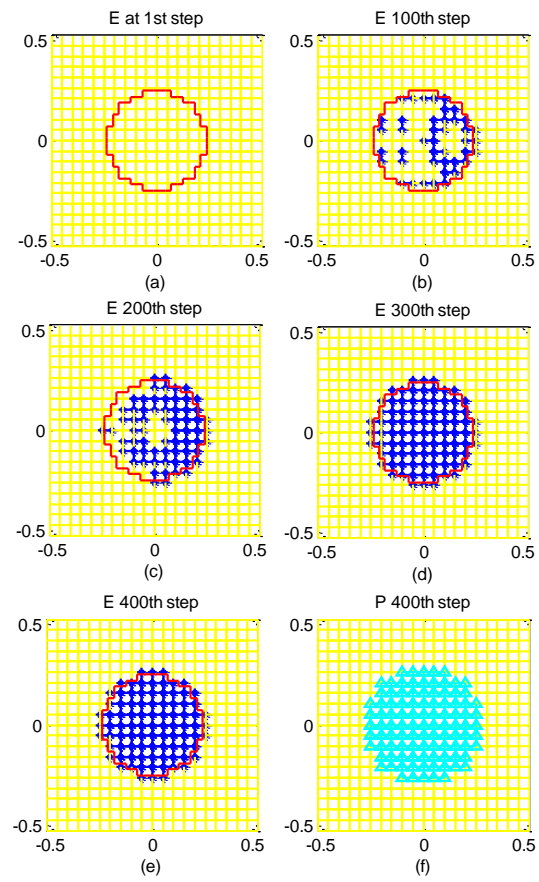 E at 1st step
0.5
0
-0.5
-0.5 0 0.5
(a)
E 100th step
0.5
0
-0.5
-0.5 0 0.5
(b)
E 200th step
0.5
0
-0.5
-0.5 0 0.5
(c)
E 300th step
0.5
0
-0.5
-0.5 0 0.5
(d)
E 400th step
0.5
0
-0.5
-0.5 0 0.5
(e)
P 400th step
0.5
0
-0.5
-0.5 0 0.5
(f)